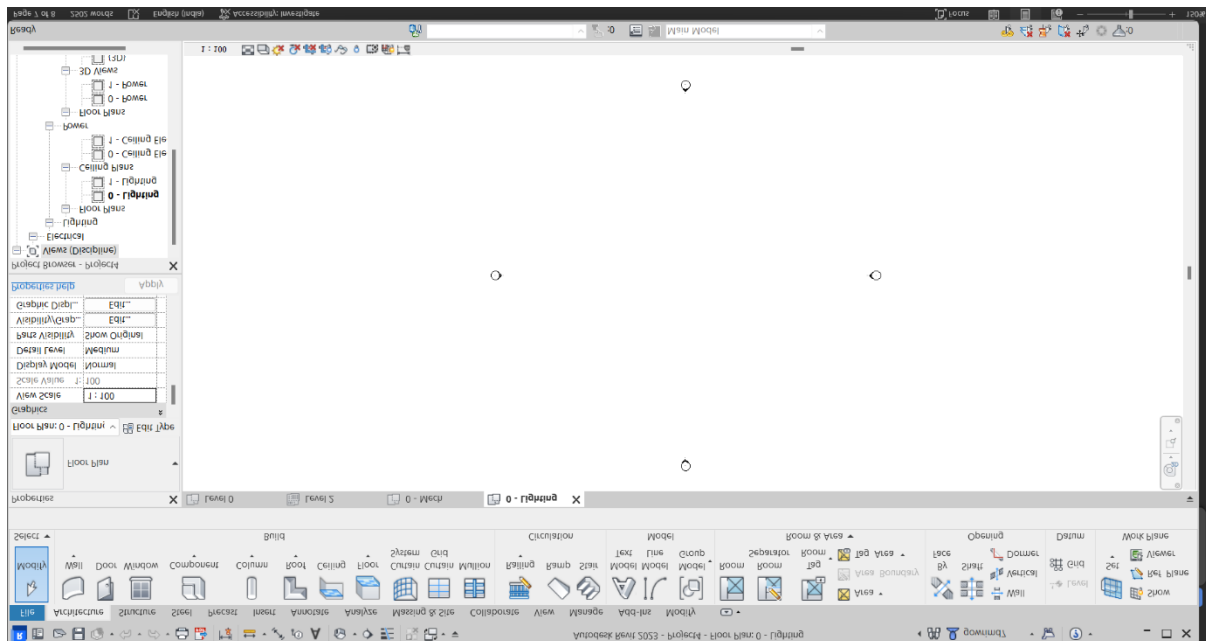 Autodesk Revit 2023 - Project4 - Floor Plan: 0 - Lighting
gowrimd7
File Architecture Structure Steel Precast Insert Annotate Analyze Massing & Site Collaborate View Manage Add-Ins Modify
Modify
Wall
Door
Window
Component
Column
Roof
Ceiling
Floor
Curtain System
Curtain Grid
Mullion
Railing
Ramp
Stair
Model Text
Model Line
Model Group
Room
Room Separator
Tag Room
Area
Area Boundary
Tag Area
By Face
Shaft
Wall
Vertical
Dormer
Level
Grid
Set
Show
Ref Plane
Viewer
Select
Build
Circulation
Model
Room & Area
Opening
Datum
Work Plane
Properties
Level 0
Level 2
0 - Mech
0 - Lighting
Floor Plan
Floor Plan: 0 - Lightin
Edit Type
Graphics
View Scale 1 : 100
Scale Value 1: 100
Display Model Normal
Detail Level Medium
Parts Visibility Show Original
Visibility/Grap... Edit...
Graphic Displ... Edit...
Properties help
Apply
Project Browser - Project4
Views (Discipline)
Electrical
Lighting
Floor Plans
0 - Lighting
1 - Lighting
Ceiling Plans
0 - Ceiling Ele
1 - Ceiling Ele
Power
Floor Plans
0 - Power
1 - Power
3D Views
{3D}
1 : 100
Ready
:0
Main Model
:0
Page 7 of 8 2502 words English (India) Accessibility: Investigate
Focus
150%